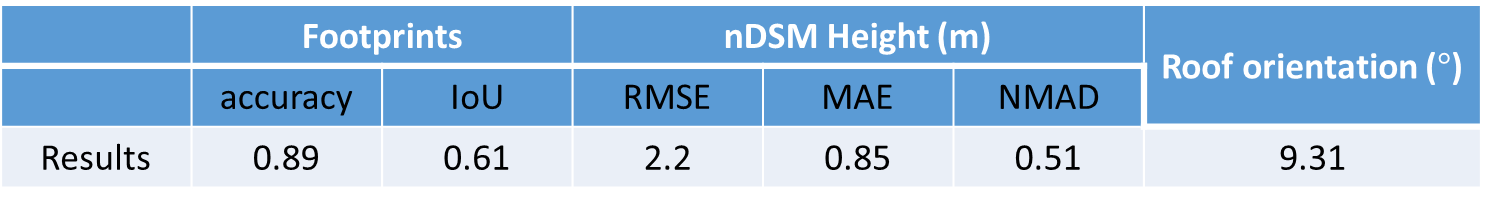 Footprints nDSM Height (m) Roof orientation (°)
accuracy IoU RMSE MAE NMAD
Results 0.89 0.61 2.2 0.85 0.51 9.31